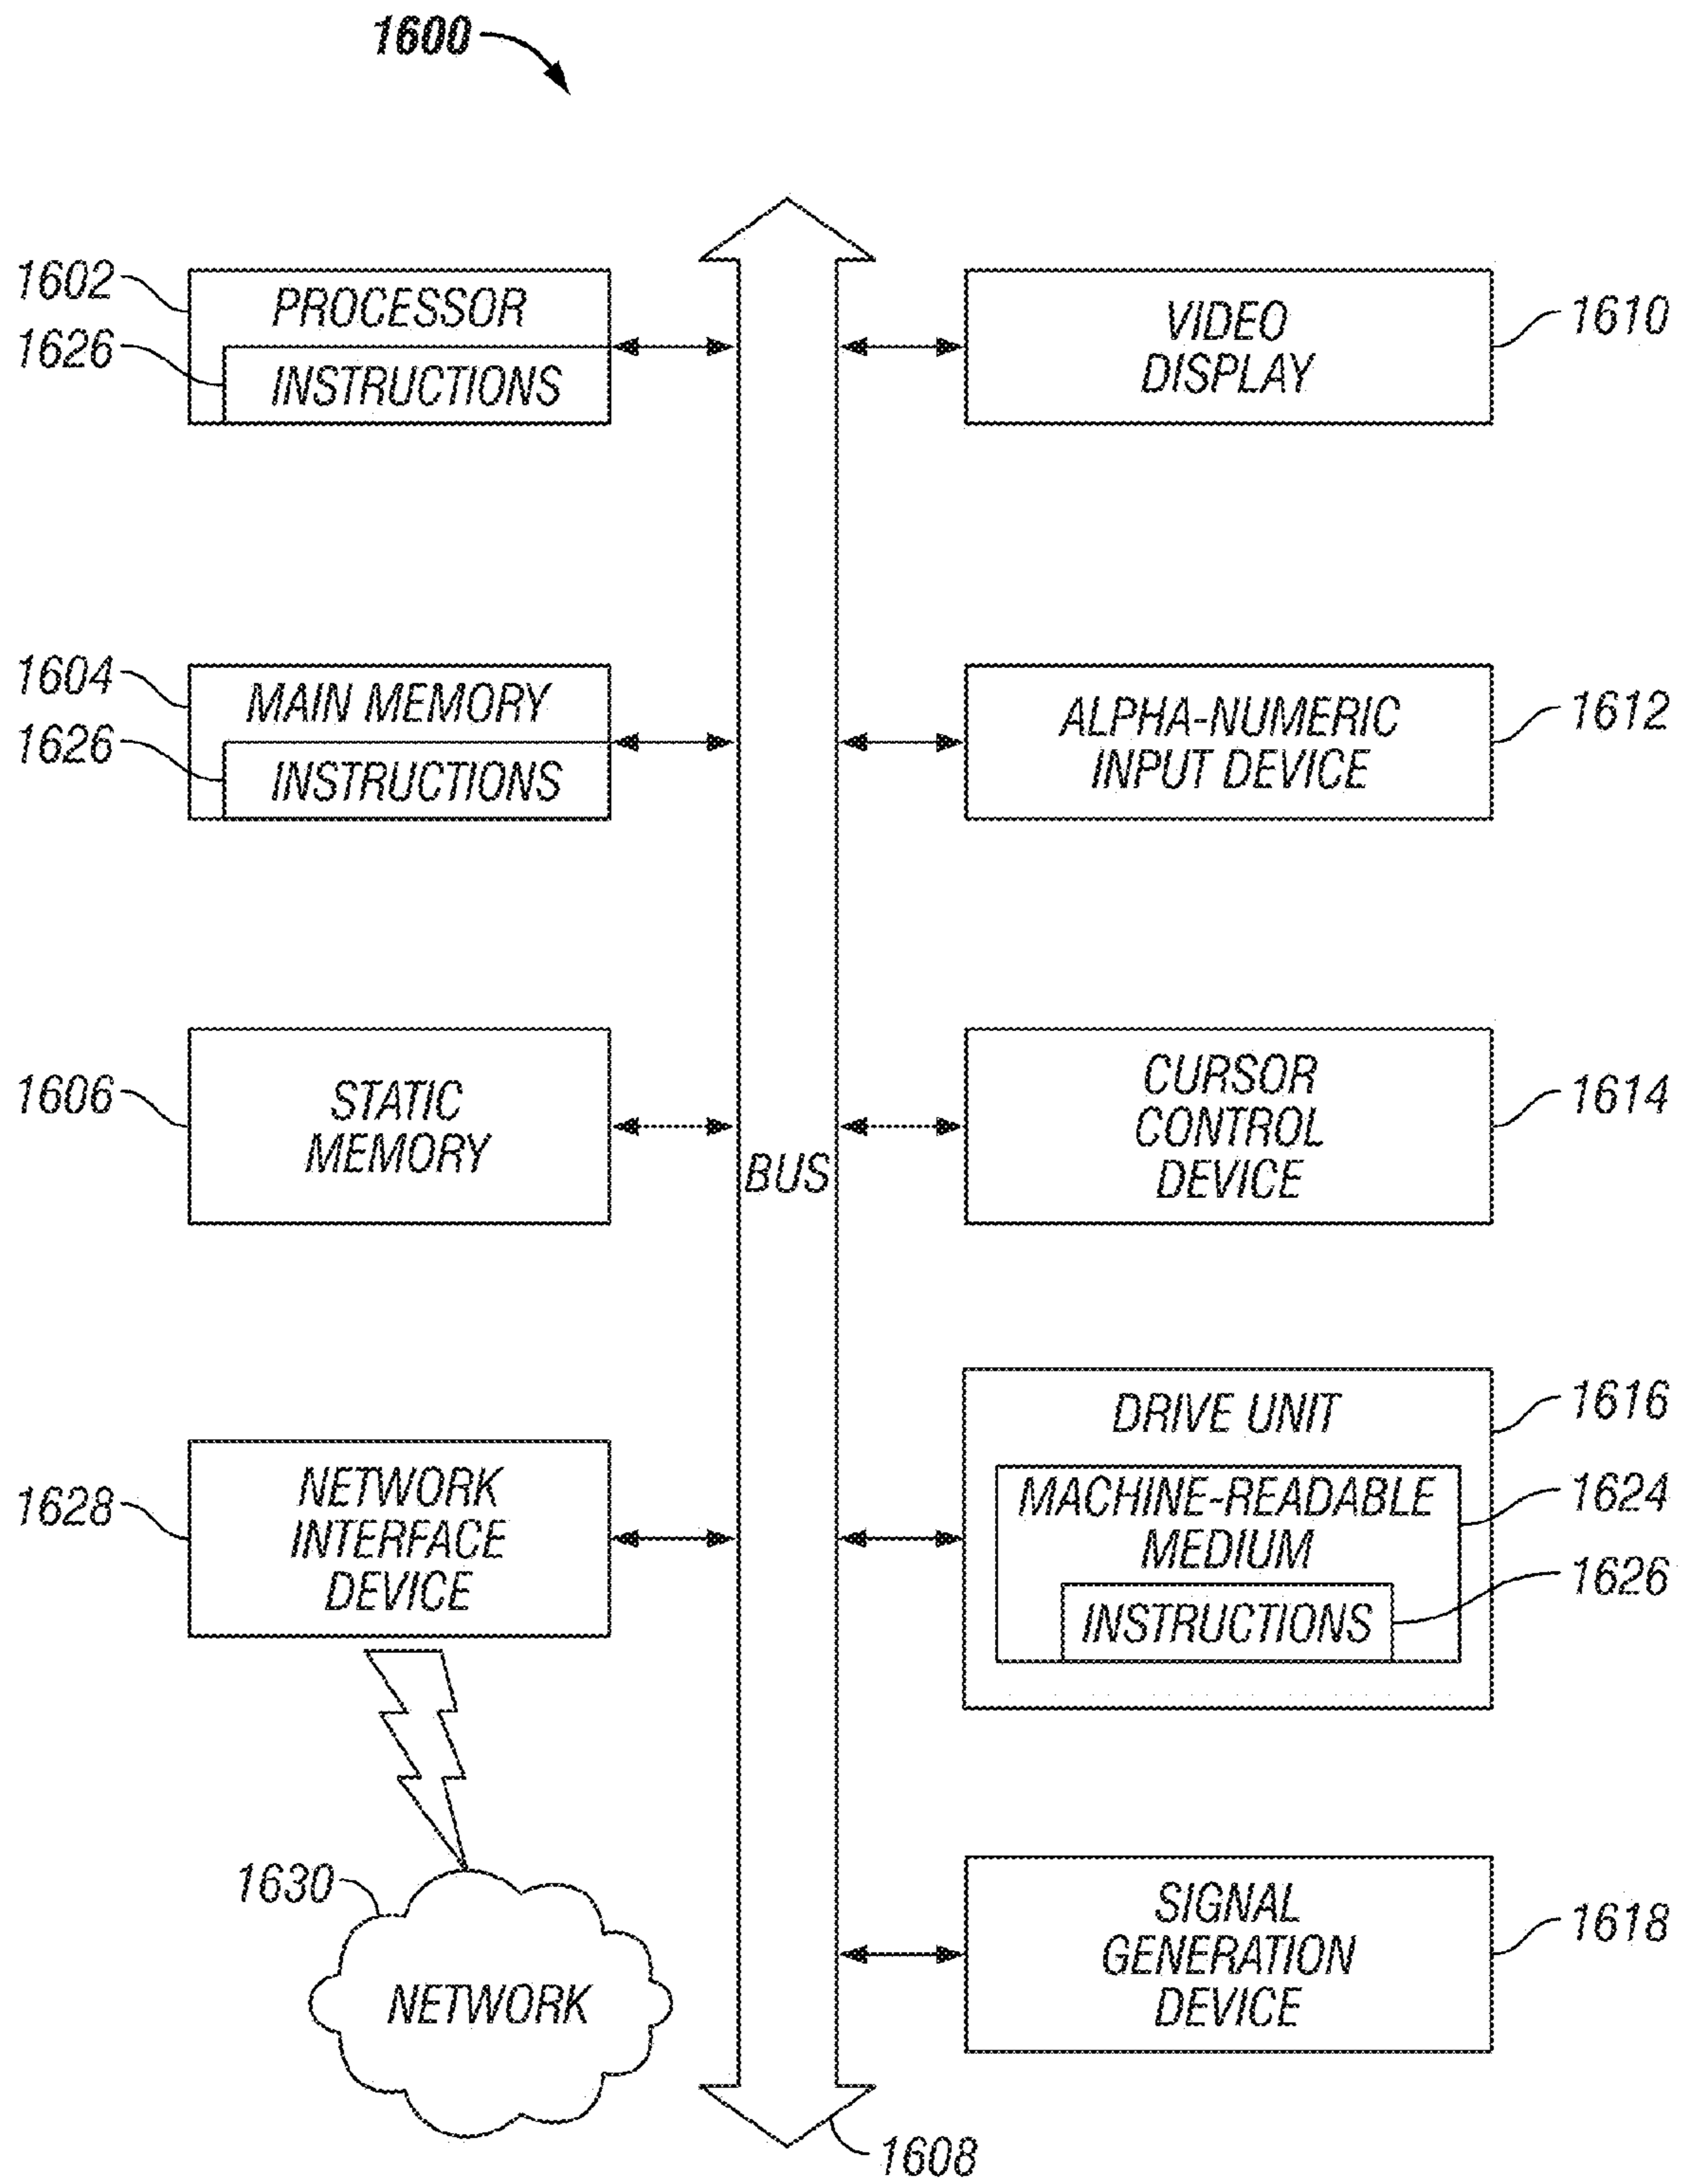 1600
1602
PROCESSOR
1626
INSTRUCTIONS
1604
MAIN MEMORY
1626
INSTRUCTIONS
1606
STATIC
MEMORY
1628
NETWORK
INTERFACE
DEVICE
1630
NETWORK
BUS
1608
VIDEO
DISPLAY
1610
ALPHA-NUMERIC
INPUT DEVICE
1612
CURSOR
CONTROL
DEVICE
1614
DRIVE UNIT
1616
MACHINE-READABLE
MEDIUM
1624
INSTRUCTIONS
1626
SIGNAL
GENERATION
DEVICE
1618